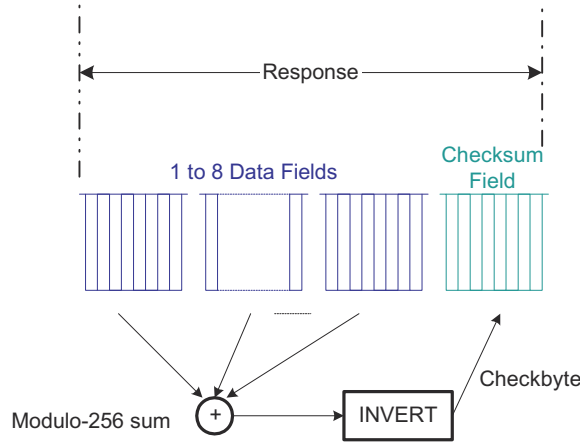 Response
1 to 8 Data Fields
Checksum
Field
Checkbyte
Modulo-256 sum
+
INVERT